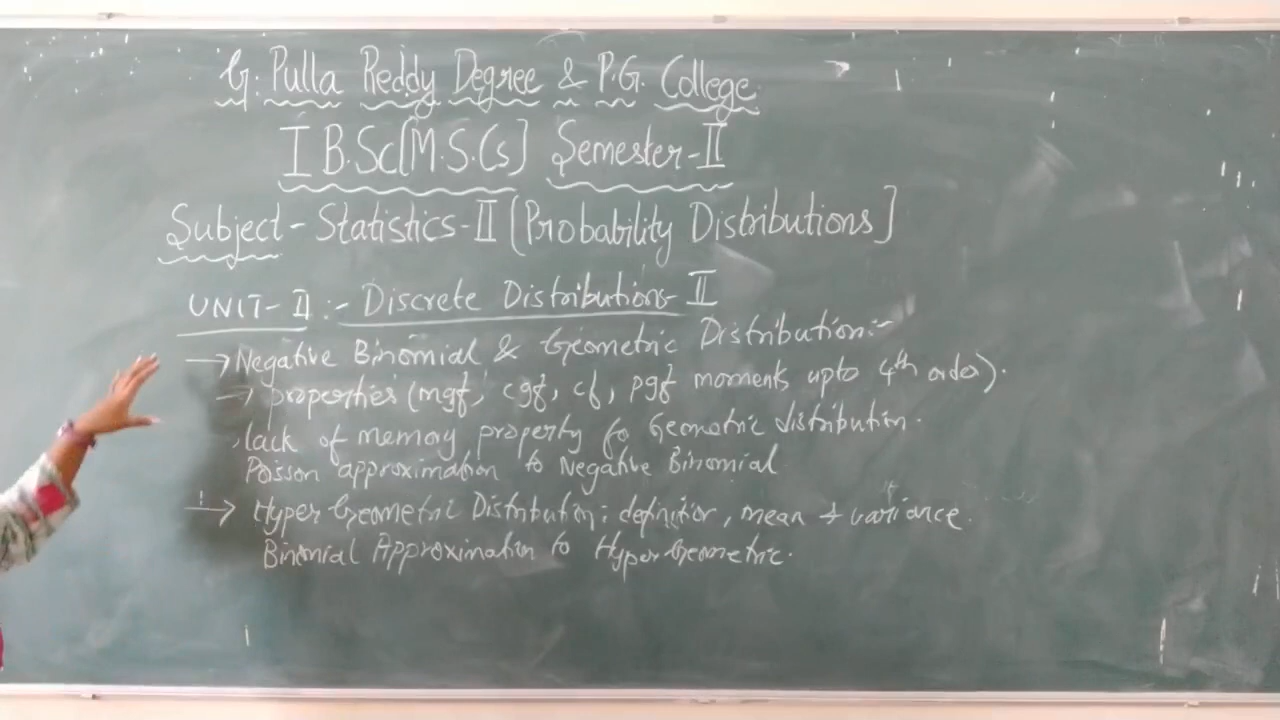 G. Pulla Reddy Degree & P.G. College
I B.Sc[M.S.Cs] Semester-II
Subject - Statistics-II [Probability Distributions]
UNIT-II :- Discrete Distributions-II
→ Negative Binomial & Geometric Distribution:-
→ properties (mgf, cgf, cf, pgf moments upto 4th order).
, lack of memory property fo Geometric distribution.
Poisson approximation to Negative Binomial
→ Hyper Geometric Distribution: definition, mean & variance.
Binomial Approximation to HyperGeometric.